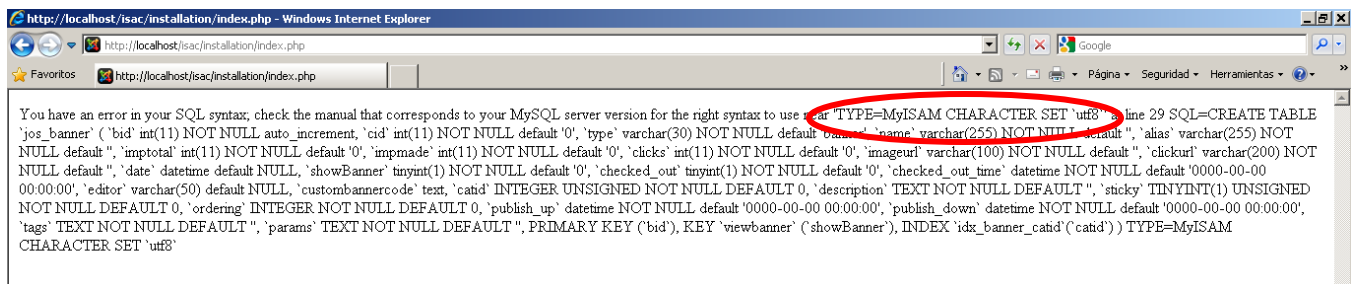 http://localhost/isac/installation/index.php - Windows Internet Explorer
http://localhost/isac/installation/index.php
Google
Favoritos
http://localhost/isac/installation/index.php
Página
Seguridad
Herramientas
You have an error in your SQL syntax; check the manual that corresponds to your MySQL server version for the right syntax to use near 'TYPE=MyISAM CHARACTER SET `utf8`' line 29 SQL=CREATE TABLE
`jos_banner` ( `bid` int(11) NOT NULL auto_increment, `cid` int(11) NOT NULL default '0', `type` varchar(30) NOT NULL default 'banner', `name` varchar(255) NOT NULL default '', `alias` varchar(255) NOT
NULL default '', `imptotal` int(11) NOT NULL default '0', `impmade` int(11) NOT NULL default '0', `clicks` int(11) NOT NULL default '0', `imageurl` varchar(100) NOT NULL default '', `clickurl` varchar(200) NOT
NULL default '', `date` datetime default NULL, `showBanner` tinyint(1) NOT NULL default '0', `checked_out` tinyint(1) NOT NULL default '0', `checked_out_time` datetime NOT NULL default '0000-00-00
00:00:00', `editor` varchar(50) default NULL, `custombannercode` text, `catid` INTEGER UNSIGNED NOT NULL DEFAULT 0, `description` TEXT NOT NULL DEFAULT '', `sticky` TINYINT(1) UNSIGNED
NOT NULL DEFAULT 0, `ordering` INTEGER NOT NULL DEFAULT 0, `publish_up` datetime NOT NULL default '0000-00-00 00:00:00', `publish_down` datetime NOT NULL default '0000-00-00 00:00:00',
`tags` TEXT NOT NULL DEFAULT '', `params` TEXT NOT NULL DEFAULT '', PRIMARY KEY (`bid`), KEY `viewbanner` (`showBanner`), INDEX `idx_banner_catid`(`catid`) ) TYPE=MyISAM
CHARACTER SET `utf8`